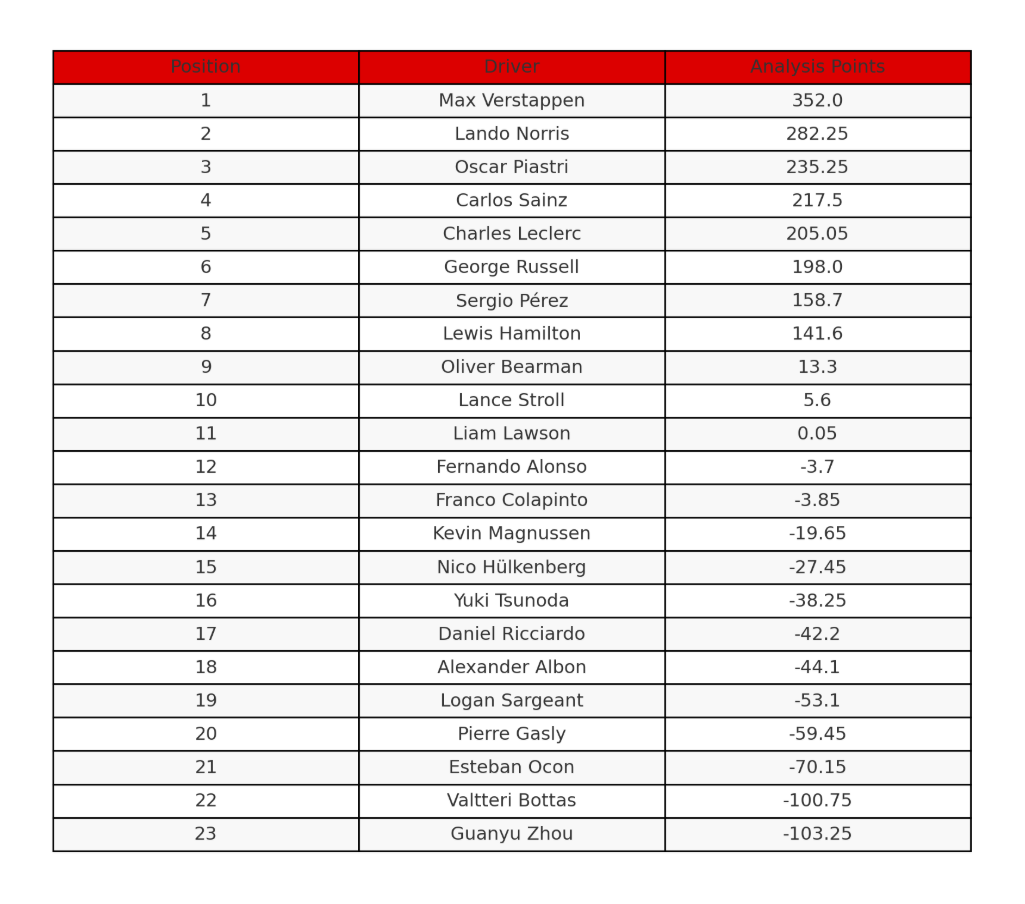 Position Driver Analysis Points
1 Max Verstappen 352.0
2 Lando Norris 282.25
3 Oscar Piastri 235.25
4 Carlos Sainz 217.5
5 Charles Leclerc 205.05
6 George Russell 198.0
7 Sergio Pérez 158.7
8 Lewis Hamilton 141.6
9 Oliver Bearman 13.3
10 Lance Stroll 5.6
11 Liam Lawson 0.05
12 Fernando Alonso -3.7
13 Franco Colapinto -3.85
14 Kevin Magnussen -19.65
15 Nico Hülkenberg -27.45
16 Yuki Tsunoda -38.25
17 Daniel Ricciardo -42.2
18 Alexander Albon -44.1
19 Logan Sargeant -53.1
20 Pierre Gasly -59.45
21 Esteban Ocon -70.15
22 Valtteri Bottas -100.75
23 Guanyu Zhou -103.25